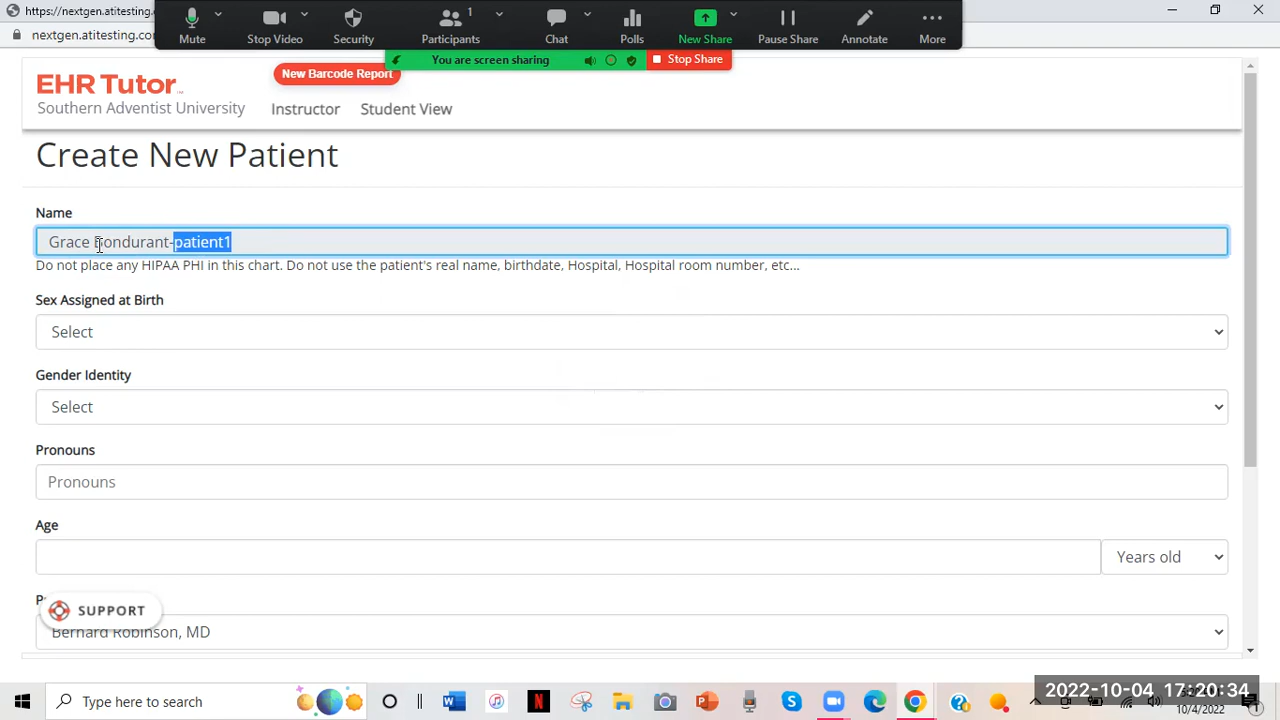 https://nextgen.atitesting.com
nextgen.atitesting.co
Mute
Stop Video
Security
1
Participants
Chat
Polls
New Share
Pause Share
Annotate
More
You are screen sharing
Stop Share
EHR Tutor
Southern Adventist University
New Barcode Report
Instructor
Student View
Create New Patient
Name
Grace Bondurant-patient1
Do not place any HIPAA PHI in this chart. Do not use the patient's real name, birthdate, Hospital, Hospital room number, etc...
Sex Assigned at Birth
Select
Gender Identity
Select
Pronouns
Pronouns
Age
Years old
SUPPORT
Bernard Robinson, MD
Type here to search
2022-10-04 17:20:34
10/4/2022